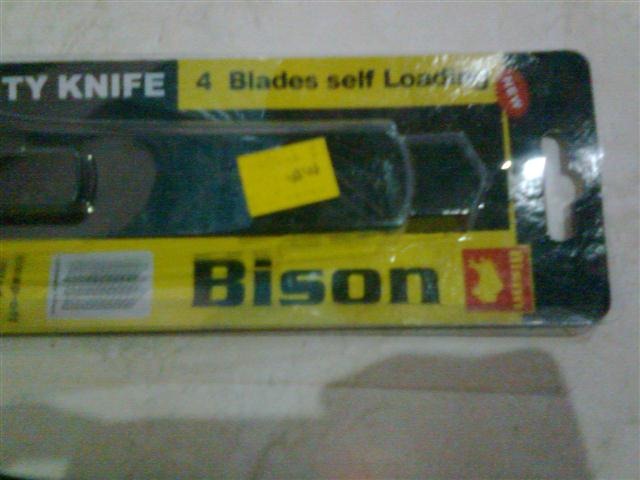 TY KNIFE
4 Blades self Loading
NEW
Bison